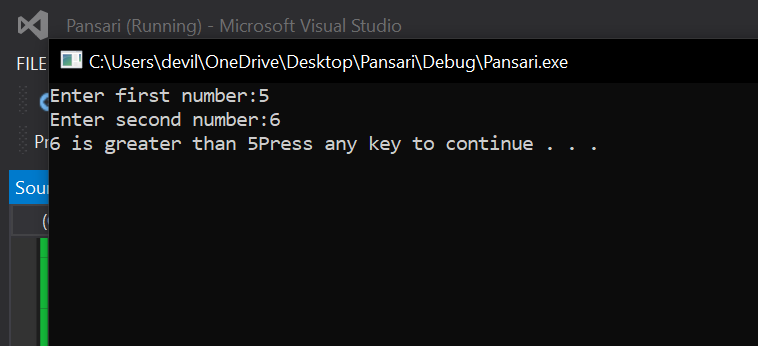 Pansari (Running) - Microsoft Visual Studio
FILE
C:\Users\devil\OneDrive\Desktop\Pansari\Debug\Pansari.exe
Enter first number:5
Enter second number:6
6 is greater than 5Press any key to continue . . .
Pr
Sour
(